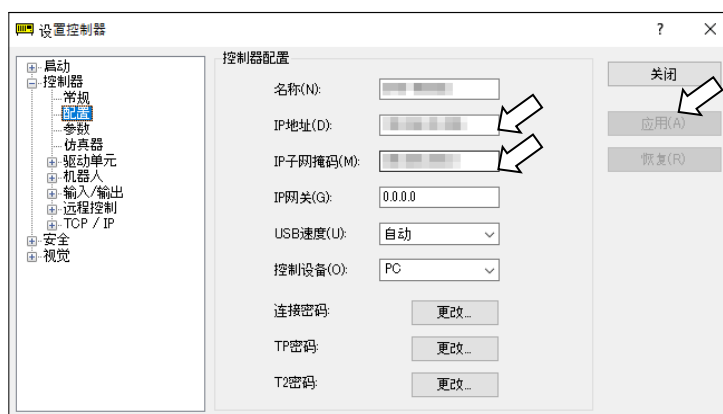 设置控制器
? ×
启动
控制器
常规
配置
参数
仿真器
驱动单元
机器人
输入/输出
远程控制
TCP / IP
安全
视觉
控制器配置
名称(N):
IP地址(D):
IP子网掩码(M):
IP网关(G): 0.0.0.0
USB速度(U): 自动
控制设备(O): PC
连接密码: 更改...
TP密码: 更改...
T2密码: 更改...
关闭
应用(A)
恢复(R)